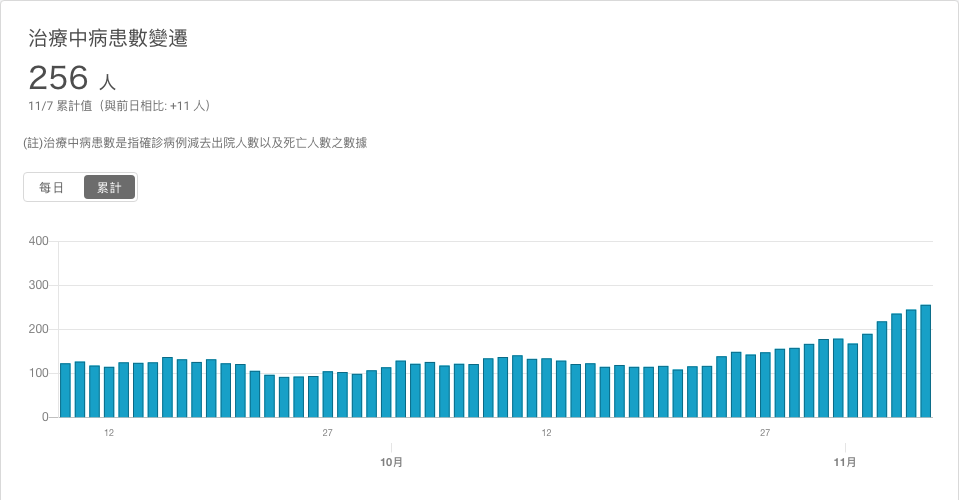 治療中病患數變遷
256 人
11/7 累計值（與前日相比: +11 人）
(註)治療中病患數是指確診病例減去出院人數以及死亡人數之數據
每日 累計
400
300
200
100
0
12 27 12 27
10月 11月